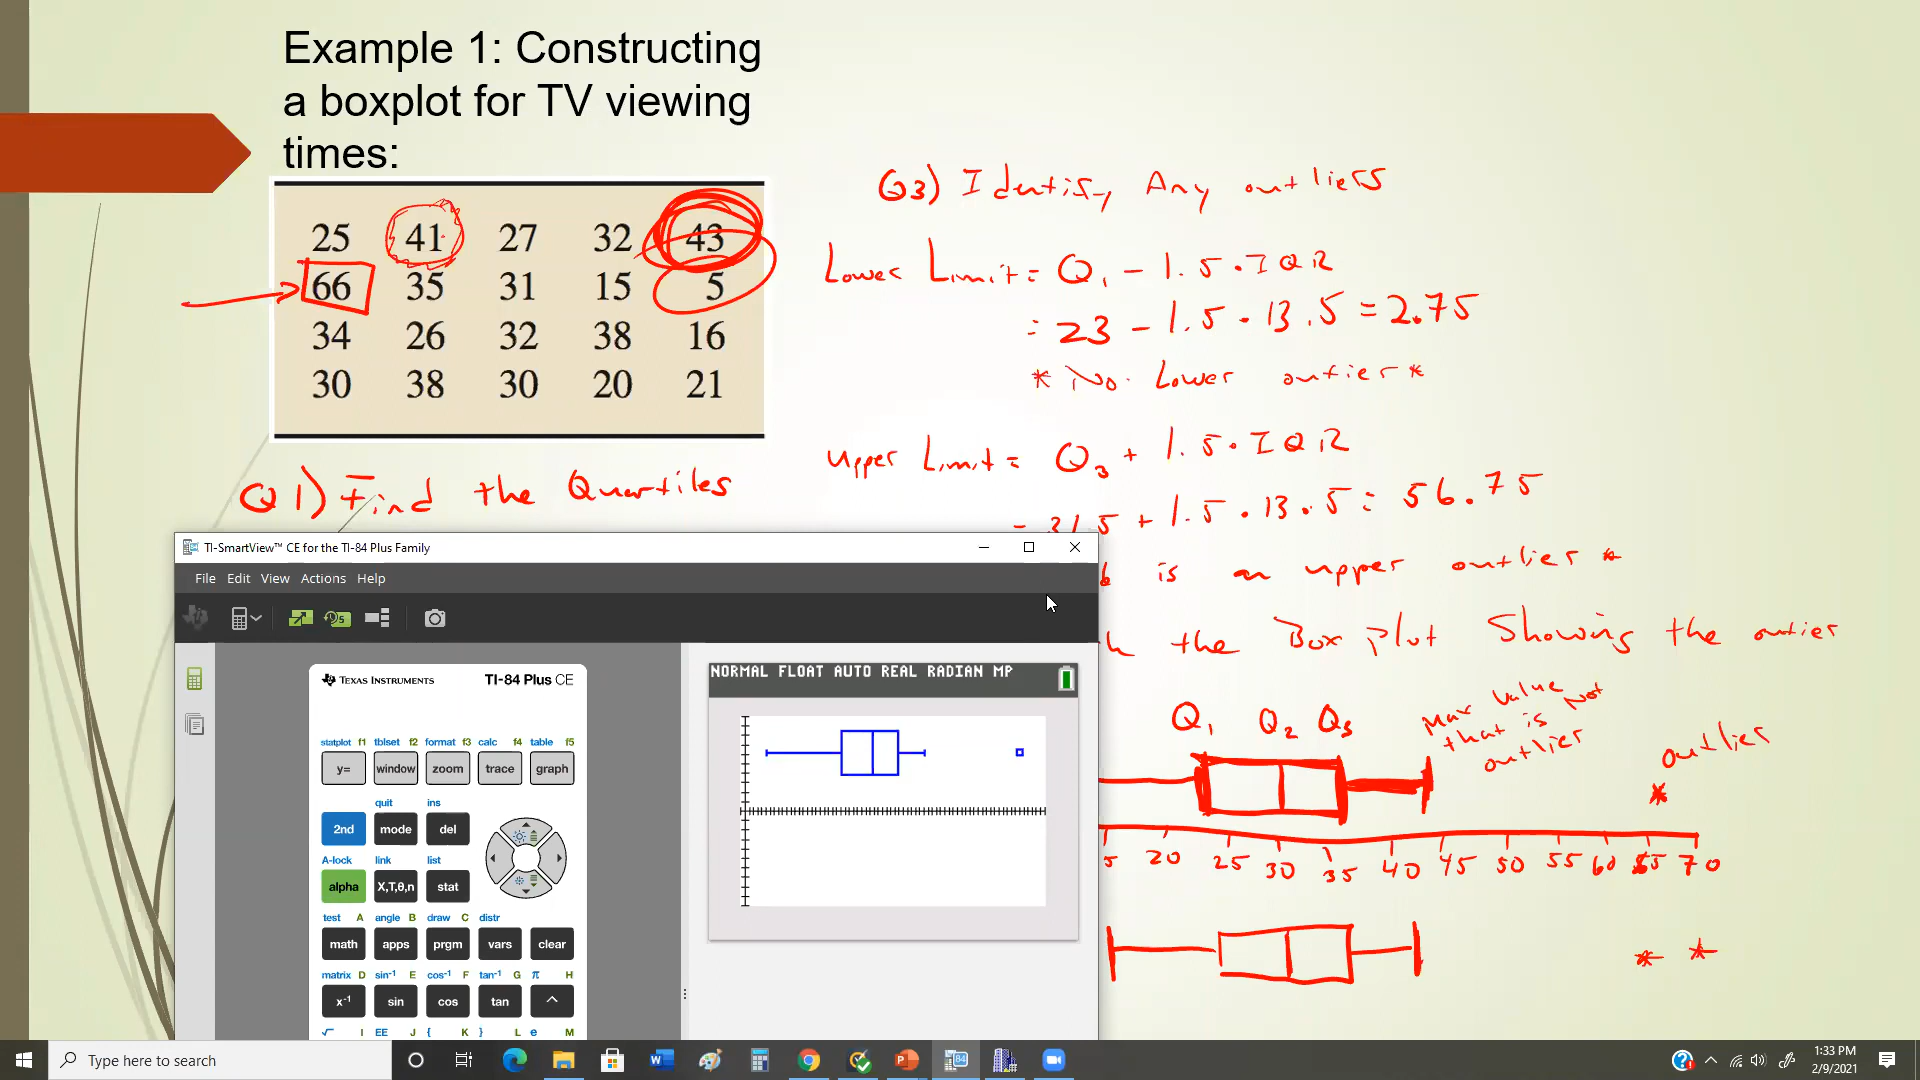 Example 1: Constructing
a boxplot for TV viewing
times:
25 41 27 32 43
66 35 31 15 5
34 26 32 38 16
30 38 30 20 21
Q1) Find the Quartiles
Q3) Identify Any outliers
Lower Limit = Q1 - 1.5 · IQR
= 23 - 1.5 · 13.5 = 2.75
* No Lower outlier *
Upper Limit = Q3 + 1.5 · IQR
1.5 · 13.5 = 56.75
is an upper outlier *
the Box plot Showing the outlier
Q1 Q2 Q3
Max value
that is Not
outlier
outlier
*
20 25 30 35 40 45 50 55 60 65 70
* *
TI-SmartView™ CE for the TI-84 Plus Family
File Edit View Actions Help
TEXAS INSTRUMENTS TI-84 Plus CE
NORMAL FLOAT AUTO REAL RADIAN MP
statplot f1 tblset f2 format f3 calc f4 table f5
y= window zoom trace graph
quit ins
2nd mode del
A-lock link list
alpha X,T,θ,n stat
test A angle B draw C distr
math apps prgm vars clear
matrix D sin⁻¹ E cos⁻¹ F tan⁻¹ G π H
x⁻¹ sin cos tan ^
√ I EE J { K } L e M
Type here to search
1:33 PM
2/9/2021